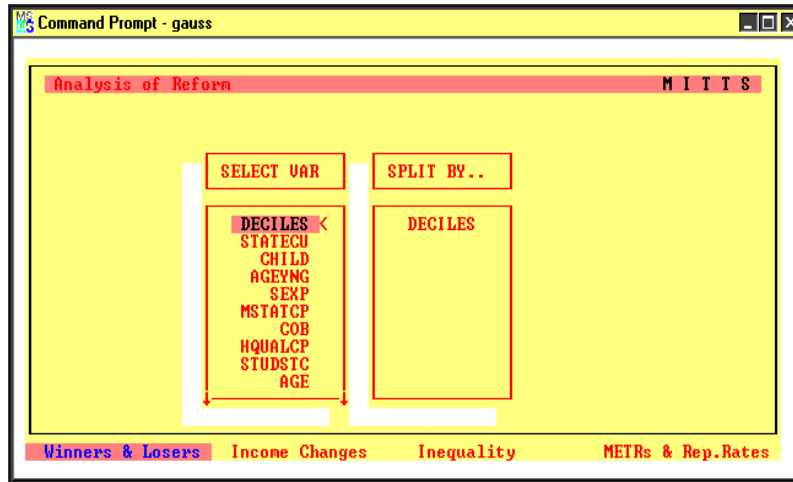 Command Prompt - gauss
Analysis of Reform M I T T S
SELECT VAR
SPLIT BY..
DECILES <
STATECU
CHILD
AGEYNG
SEXP
MSTATCP
COB
HQUALCP
STUDSTC
AGE
DECILES
Winners & Losers Income Changes Inequality METRs & Rep.Rates